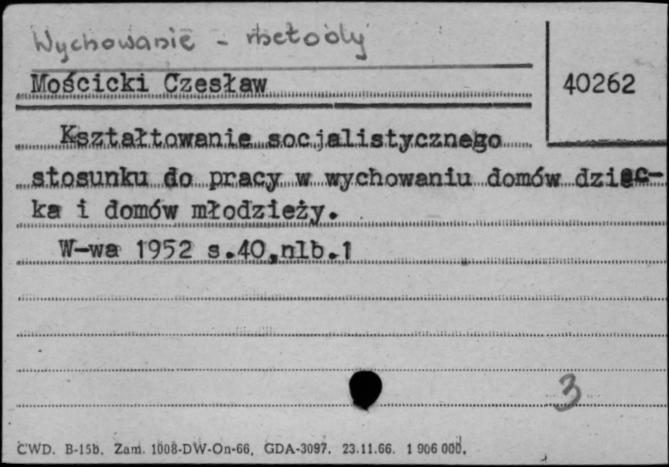 Wychowanie - metody
Mościcki Czesław
40262
Kształtowanie socjalistycznego
stosunku do pracy w wychowaniu domów dziec-
ka i domów młodzieży.
W-wa 1952 s.40,nlb.1
3
CWD. B-15b. Zam. 1008-DW-On-66. GDA-3097. 23.11.66. 1 906 000.